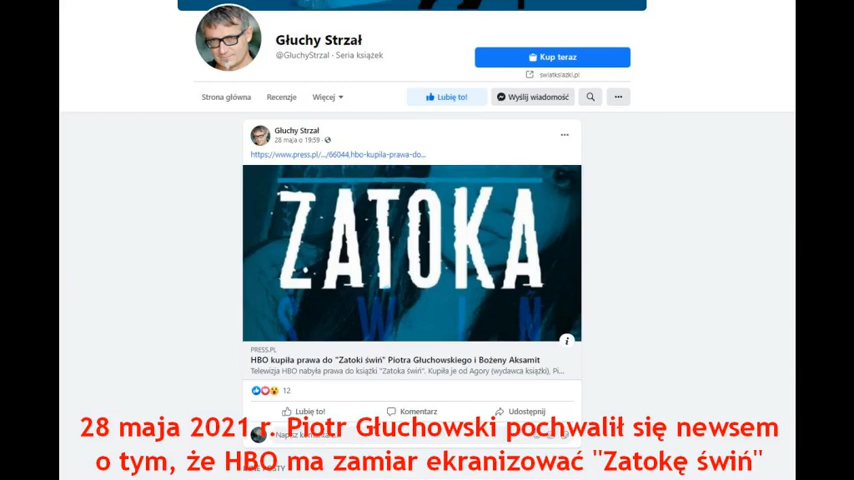 Głuchy Strzał
@GluchyStrzal · Seria książek
Kup teraz
swiatksiazki.pl
Strona główna
Recenzje
Więcej
Lubię to!
Wyślij wiadomość
Głuchy Strzał
28 maja o 19:59 ·
https://www.press.pl/.../66044,hbo-kupila-prawa-do...
ZATOKA
ŚWIŃ
PRESS.PL
HBO kupiła prawa do "Zatoki świń" Piotra Głuchowskiego i Bożeny Aksamit
Telewizja HBO nabyła prawa do książki "Zatoka świń". Kupiła je od Agory (wydawca książki), Pi...
12
Lubię to!
Komentarz
Udostępnij
28 maja 2021 r. Piotr Głuchowski pochwalił się newsem
o tym, że HBO ma zamiar ekranizować "Zatokę świń"